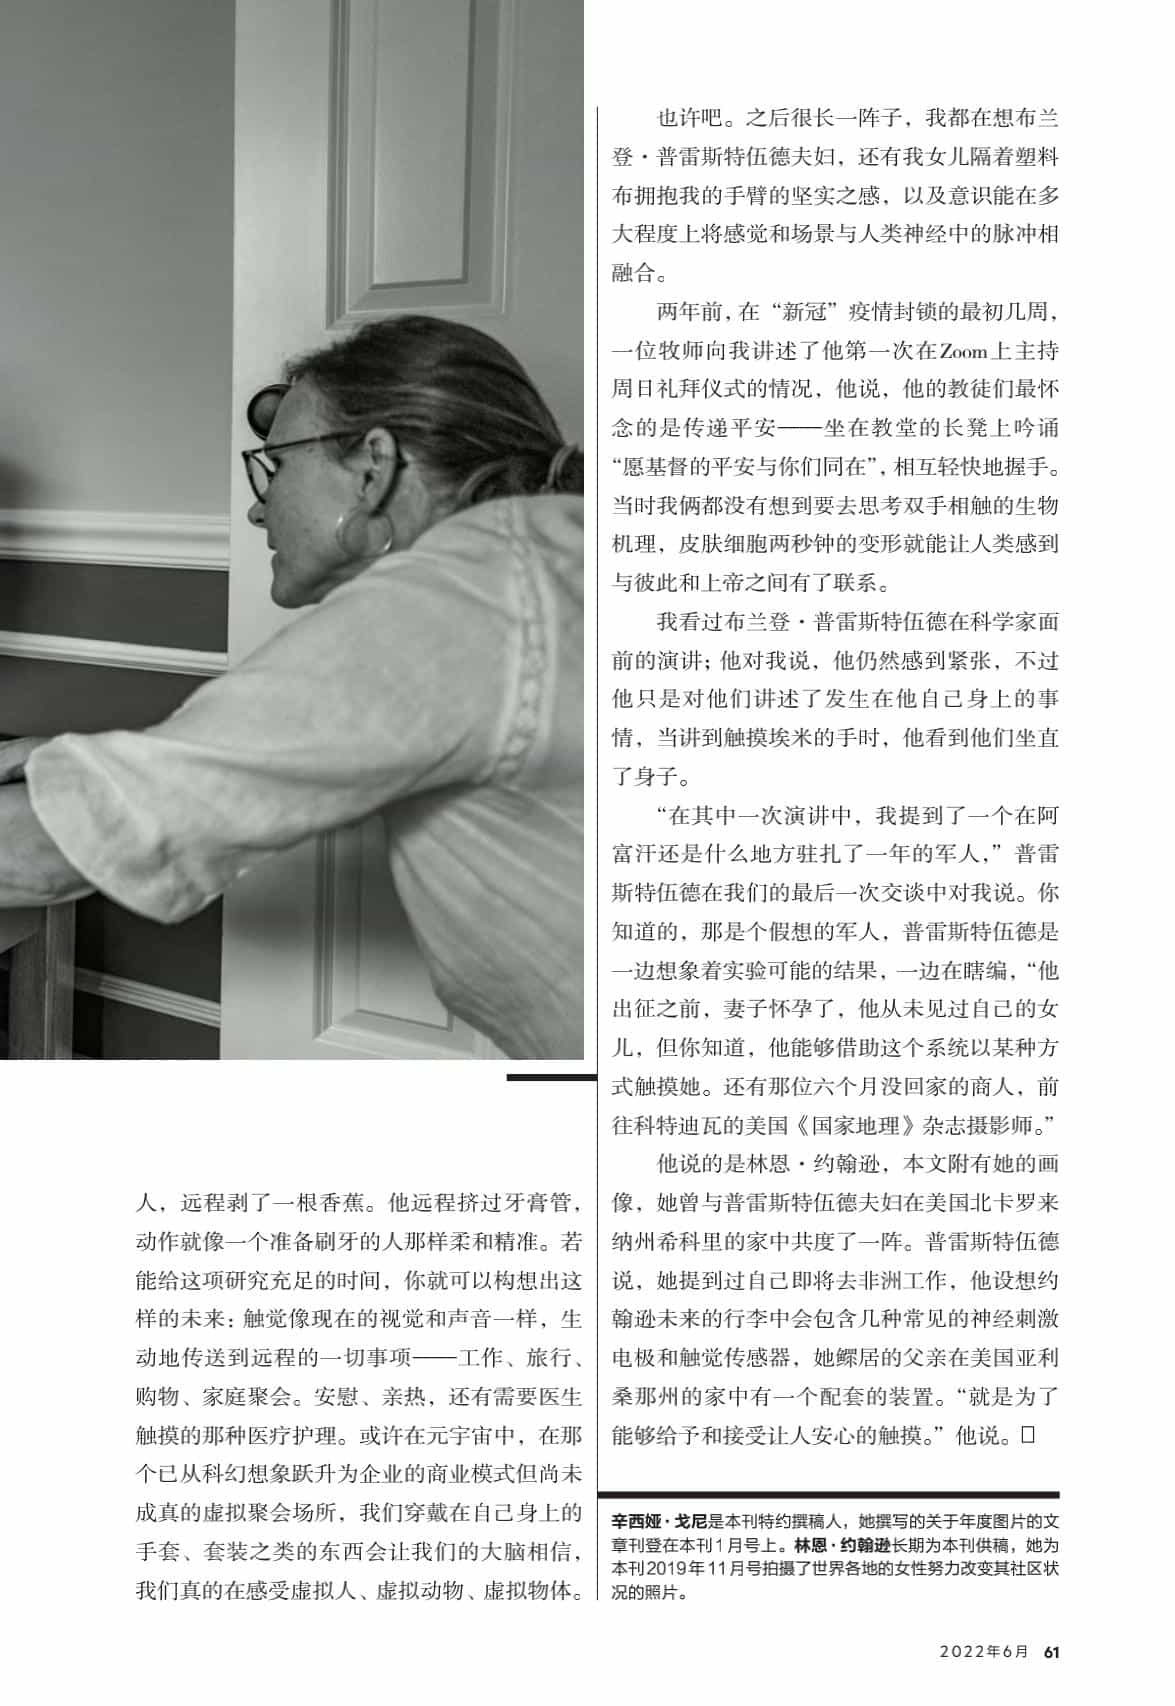 人，远程剥了一根香蕉。他远程挤过牙膏管，
动作就像一个准备刷牙的人那样柔和精准。若
能给这项研究充足的时间，你就可以构想出这
样的未来：触觉像现在的视觉和声音一样，生
动地传送到远程的一切事项——工作、旅行、
购物、家庭聚会。安慰、亲热，还有需要医生
触摸的那种医疗护理。或许在元宇宙中，在那
个已从科幻想象跃升为企业的商业模式但尚未
成真的虚拟聚会场所，我们穿戴在自己身上的
手套、套装之类的东西会让我们的大脑相信，
我们真的在感受虚拟人、虚拟动物、虚拟物体。
也许吧。之后很长一阵子，我都在想布兰
登·普雷斯特伍德夫妇，还有我女儿隔着塑料
布拥抱我的手臂的坚实之感，以及意识能在多
大程度上将感觉和场景与人类神经中的脉冲相
融合。
两年前，在“新冠”疫情封锁的最初几周，
一位牧师向我讲述了他第一次在Zoom上主持
周日礼拜仪式的情况，他说，他的教徒们最怀
念的是传递平安——坐在教堂的长凳上吟诵
“愿基督的平安与你们同在”，相互轻快地握手。
当时我俩都没有想到要去思考双手相触的生物
机理，皮肤细胞两秒钟的变形就能让人类感到
与彼此和上帝之间有了联系。
我看过布兰登·普雷斯特伍德在科学家面
前的演讲；他对我说，他仍然感到紧张，不过
他只是对他们讲述了发生在他自己身上的事
情，当讲到触摸埃米的手时，他看到他们坐直
了身子。
“在其中一次演讲中，我提到了一个在阿
富汗还是什么地方驻扎了一年的军人，”普雷
斯特伍德在我们的最后一次交谈中对我说。你
知道的，那是个假想的军人，普雷斯特伍德是
一边想象着实验可能的结果，一边在瞎编，“他
出征之前，妻子怀孕了，他从未见过自己的女
儿，但你知道，他能够借助这个系统以某种方
式触摸她。还有那位六个月没回家的商人，前
往科特迪瓦的美国《国家地理》杂志摄影师。”
他说的是林恩·约翰逊，本文附有她的画
像，她曾与普雷斯特伍德夫妇在美国北卡罗来
纳州希科里的家中共度了一阵。普雷斯特伍德
说，她提到过自己即将去非洲工作，他设想约
翰逊未来的行李中会包含几种常见的神经刺激
电极和触觉传感器，她鳏居的父亲在美国亚利
桑那州的家中有一个配套的装置。“就是为了
能够给予和接受让人安心的触摸。”他说。□
辛西娅·戈尼是本刊特约撰稿人，她撰写的关于年度图片的文
章刊登在本刊1月号上。林恩·约翰逊长期为本刊供稿，她为
本刊2019年11月号拍摄了世界各地的女性努力改变其社区状
况的照片。
2022年6月 61